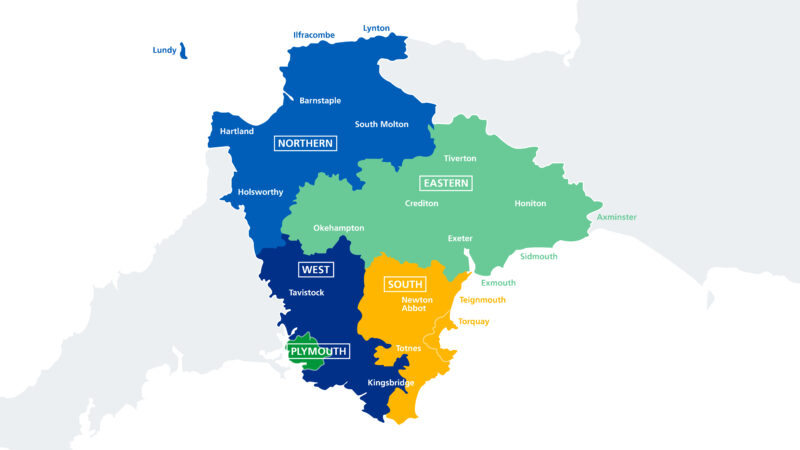 Lynton
Ilfracombe
Lundy
Barnstaple
South Molton
Hartland
NORTHERN
Tiverton
EASTERN
Holsworthy
Crediton
Honiton
Axminster
Okehampton
Exeter
Sidmouth
WEST
SOUTH
Exmouth
Tavistock
Newton
Abbot
Teignmouth
Torquay
PLYMOUTH
Totnes
Kingsbridge